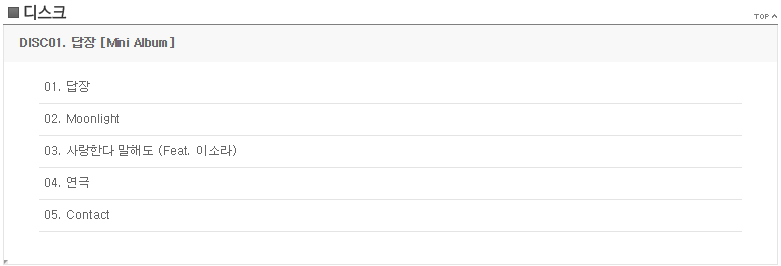 디스크
TOP
DISC01. 답장 [Mini Album]
01. 답장
02. Moonlight
03. 사랑한다 말해도 (Feat. 이소라)
04. 연극
05. Contact